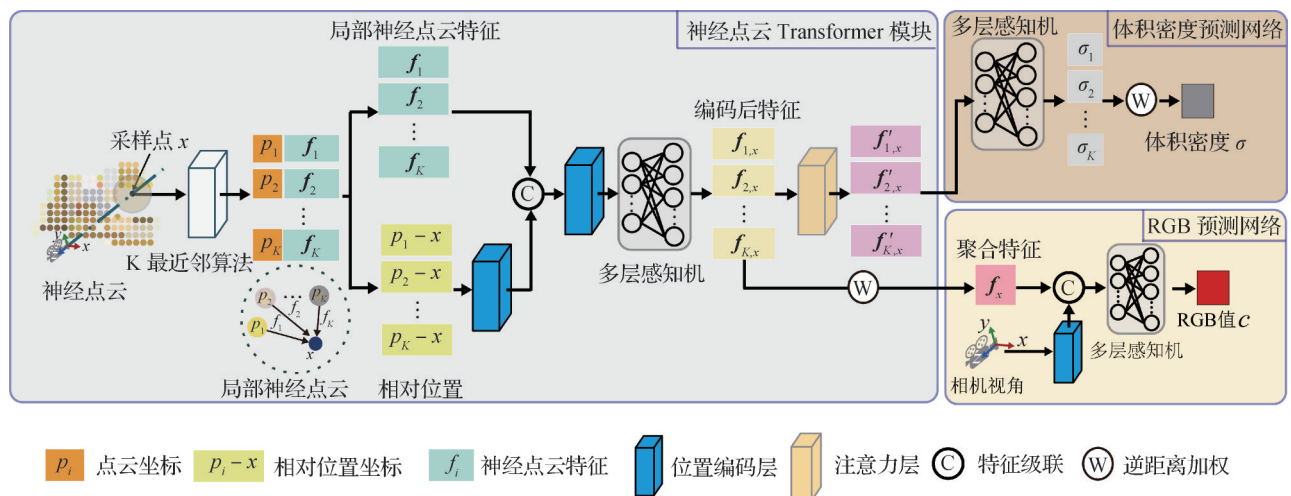 神经点云 Transformer 模块
局部神经点云特征
采样点 x
y
x
神经点云
K 最近邻算法
p1 f1
p2 f2
⋮
pK fK
p2 … pK
f2
p1 f1 fK
x
局部神经点云
f1
f2
⋮
fK
p1 − x
p2 − x
⋮
pK − x
相对位置
C
多层感知机
编码后特征
f1,x
f2,x
⋮
fK,x
f′1,x
f′2,x
⋮
f′K,x
W
体积密度预测网络
多层感知机
σ1
σ2
⋮
σK
W
体积密度 σ
RGB 预测网络
聚合特征
fx
C
y
x
相机视角
多层感知机
RGB值 c
pi 点云坐标
pi − x 相对位置坐标
fi 神经点云特征
位置编码层
注意力层
C 特征级联
W 逆距离加权